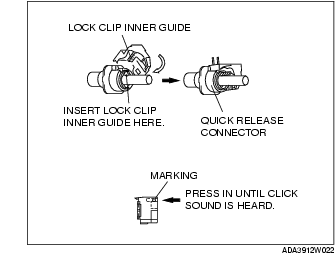 LOCK CLIP INNER GUIDE
INSERT LOCK CLIP
INNER GUIDE HERE.
QUICK RELEASE
CONNECTOR
MARKING
PRESS IN UNTIL CLICK
SOUND IS HEARD.
ADA3912W022